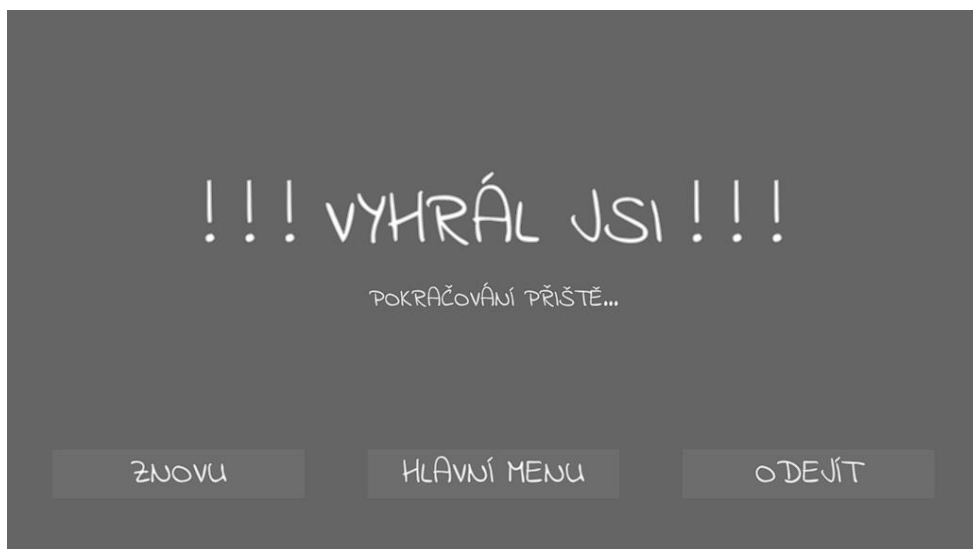 !!! VYHRÁL JSI !!!
POKRAČOVÁNÍ PŘIŠTĚ...
ZNOVU
HLAVNÍ MENU
ODEJÍT